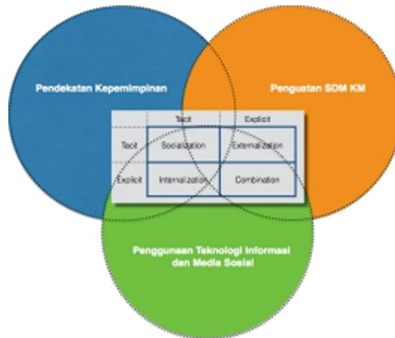 Pendekatan Kepemimpinan
Penguatan SDM KM
Tacit Explicit
Tacit Socialization Externalization
Explicit Internalization Combination
Penggunaan Teknologi Informasi
dan Media Sosial